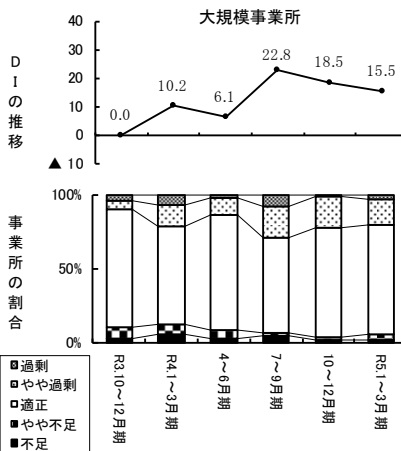 大規模事業所
DIの推移
40
30
20
10
0
▲ 10
0.0
10.2
6.1
22.8
18.5
15.5
事業所の割合
100%
50%
0%
R3.10～12月期
R4.1～3月期
4～6月期
7～9月期
10～12月期
R5.1～3月期
過剰
やや過剰
適正
やや不足
不足